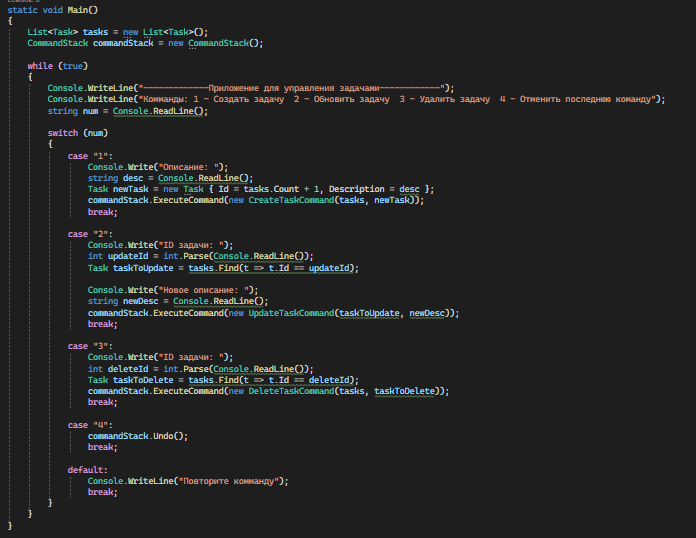 static void Main()
{
List<Task> tasks = new List<Task>();
CommandStack commandStack = new CommandStack();
while (true)
{
Console.WriteLine("-------------Приложение для управления задачами------------");
Console.WriteLine("Команды: 1 - Создать задачу  2 - Обновить задачу  3 - Удалить задачу  4 - Отменить последнюю команду");
string num = Console.ReadLine();
switch (num)
{
case "1":
Console.Write("Описание: ");
string desc = Console.ReadLine();
Task newTask = new Task { Id = tasks.Count + 1, Description = desc };
commandStack.ExecuteCommand(new CreateTaskCommand(tasks, newTask));
break;
case "2":
Console.Write("ID задачи: ");
int updateId = int.Parse(Console.ReadLine());
Task taskToUpdate = tasks.Find(t => t.Id == updateId);
Console.Write("Новое описание: ");
string newDesc = Console.ReadLine();
commandStack.ExecuteCommand(new UpdateTaskCommand(taskToUpdate, newDesc));
break;
case "3":
Console.Write("ID задачи: ");
int deleteId = int.Parse(Console.ReadLine());
Task taskToDelete = tasks.Find(t => t.Id == deleteId);
commandStack.ExecuteCommand(new DeleteTaskCommand(tasks, taskToDelete));
break;
case "4":
commandStack.Undo();
break;
default:
Console.WriteLine("Повторите комманду");
break;
}
}
}